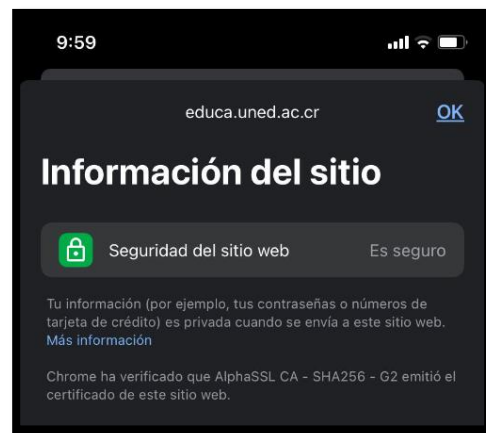 9:59
educa.uned.ac.cr OK
Información del sitio
Seguridad del sitio web Es seguro
Tu información (por ejemplo, tus contraseñas o números de
tarjeta de crédito) es privada cuando se envía a este sitio web.
Más información
Chrome ha verificado que AlphaSSL CA - SHA256 - G2 emitió el
certificado de este sitio web.